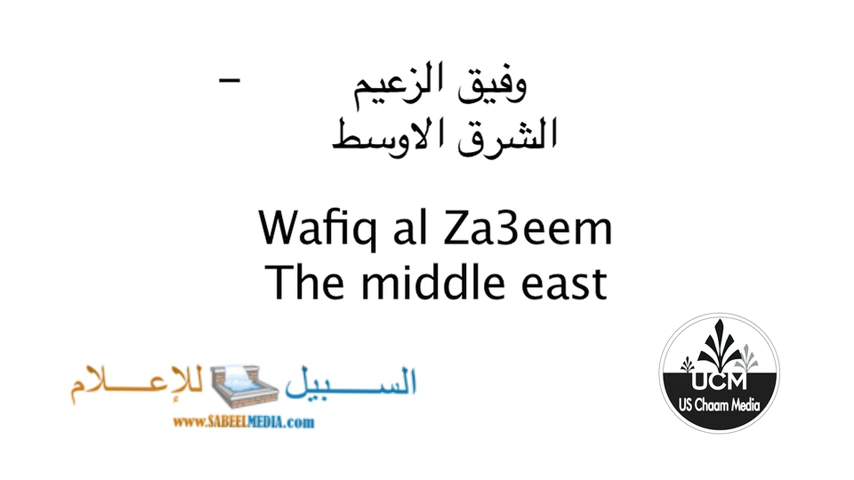 وفيق الزعيم -
الشرق الاوسط
Wafiq al Za3eem
The middle east
السبيل للإعلام
www.SABEELMEDIA.com
UCM
US Chaam Media